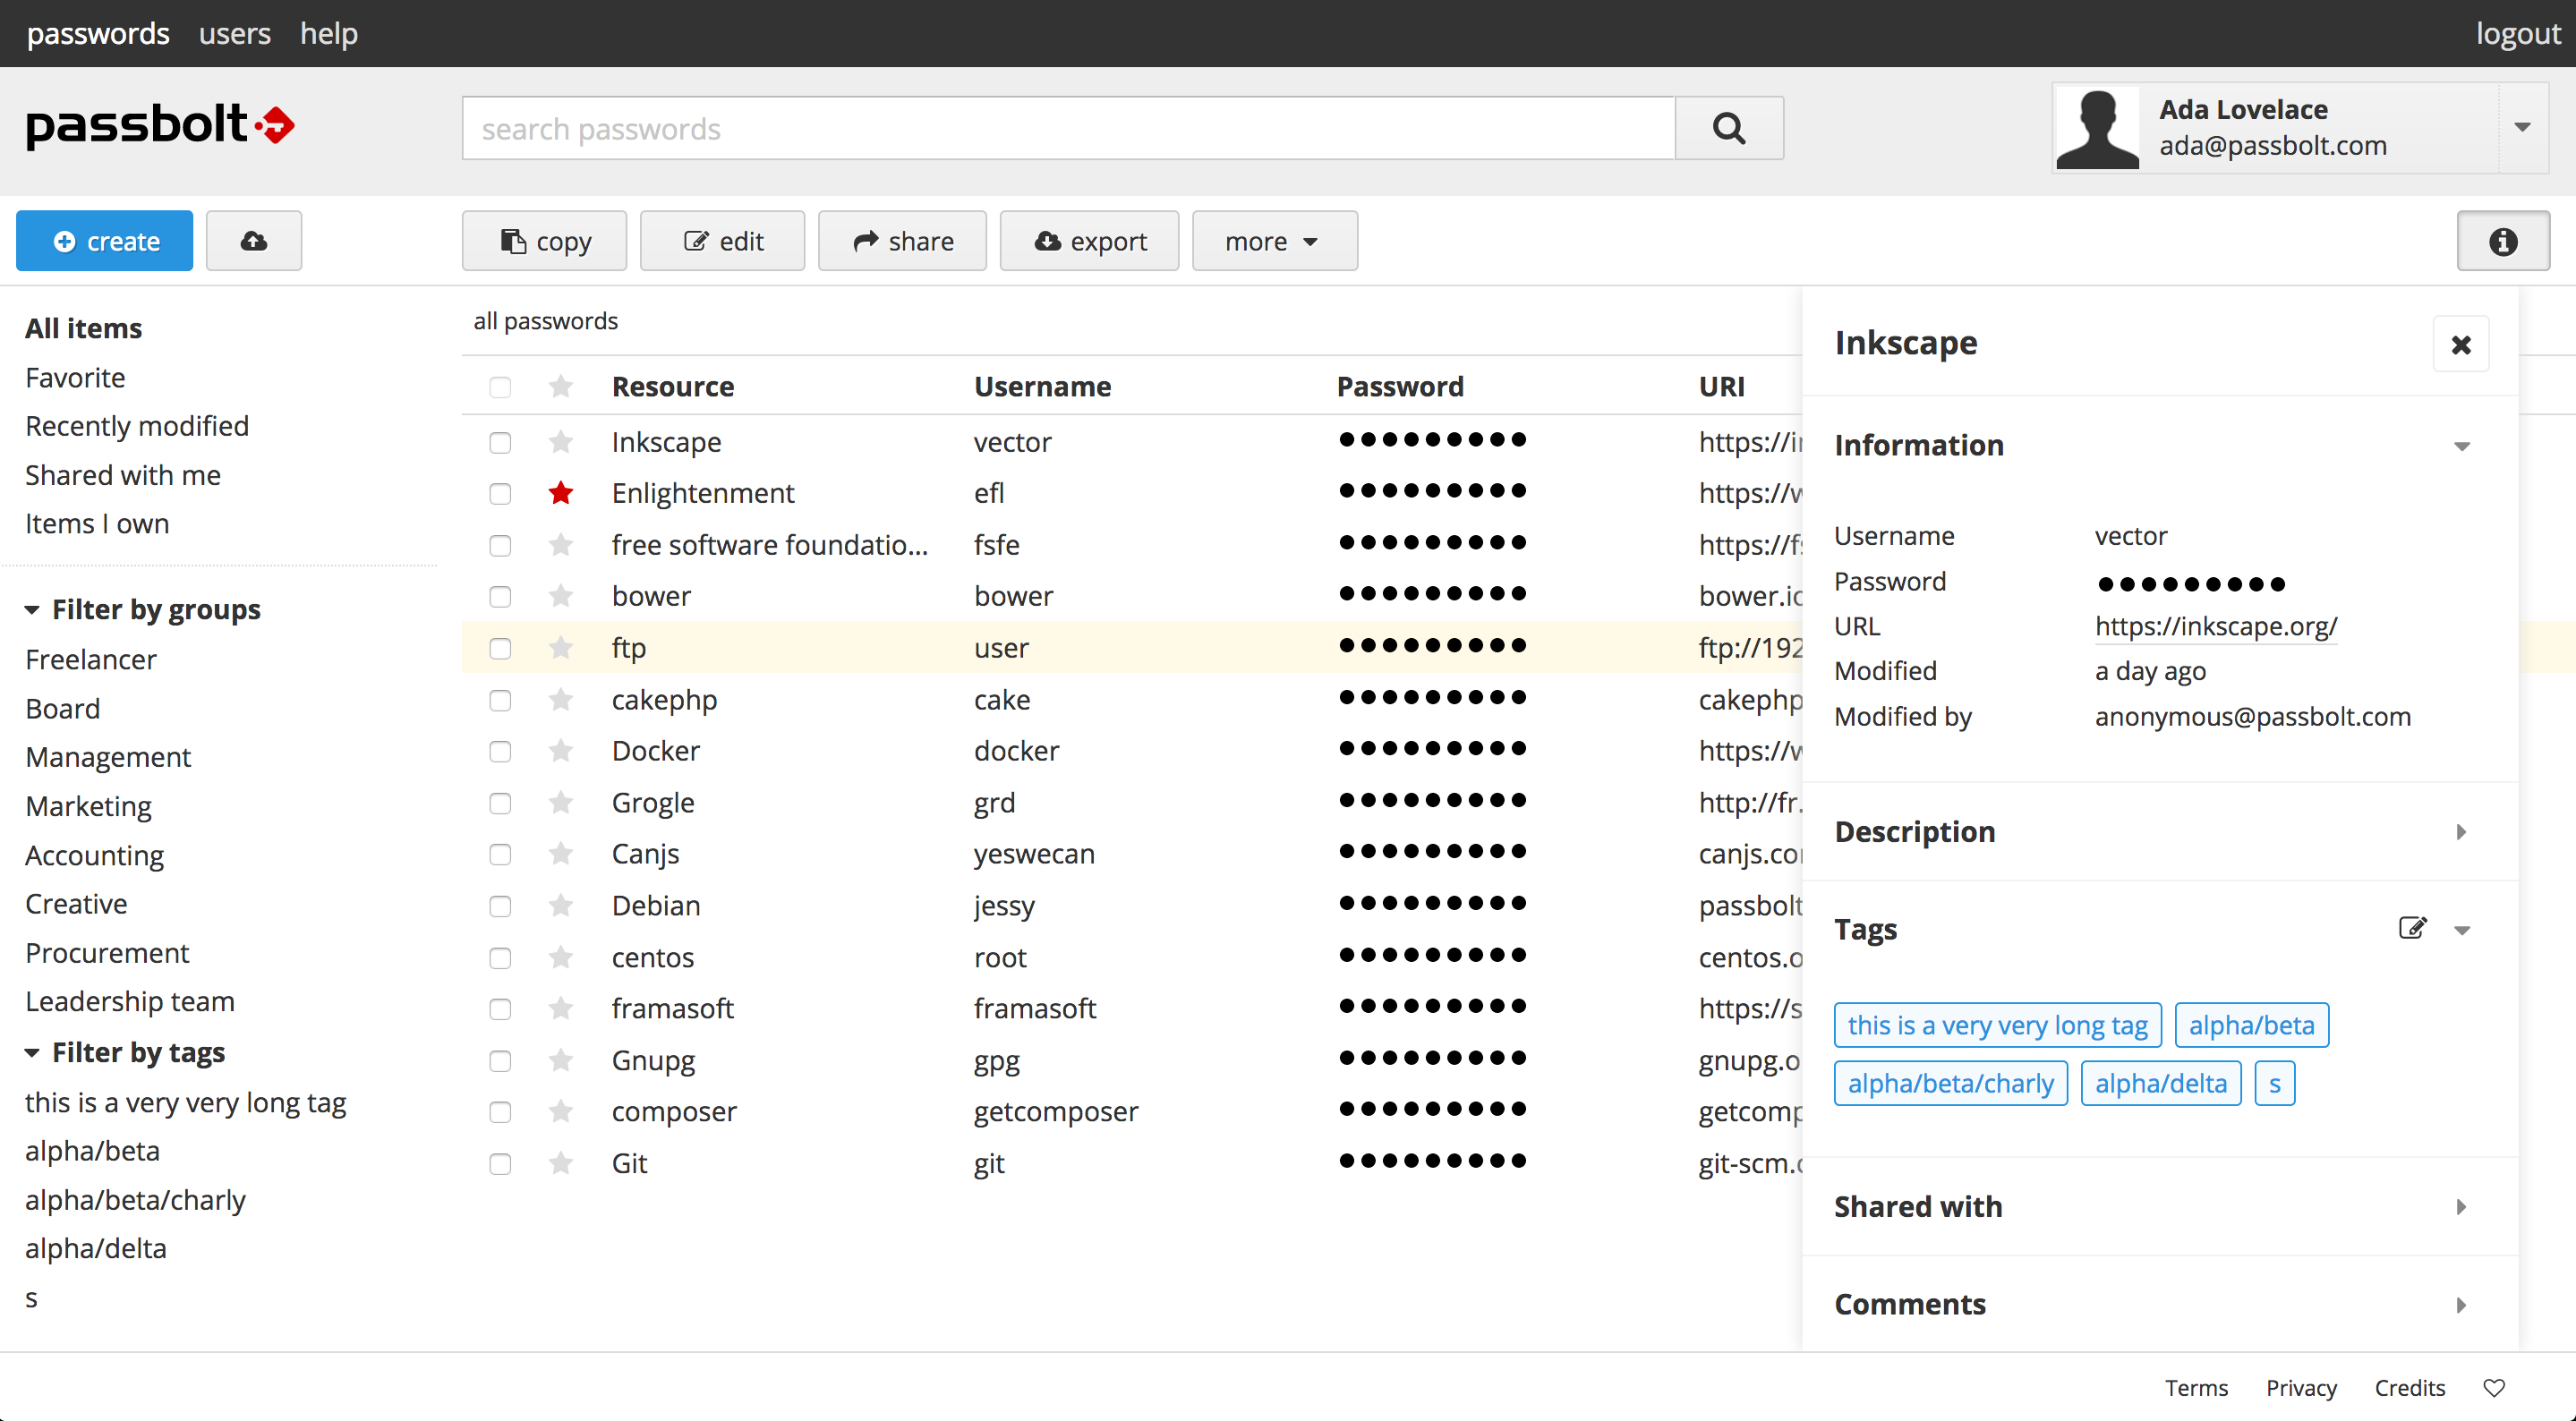 passwords users help logout
passbolt
search passwords
Ada Lovelace
ada@passbolt.com
create
copy edit share export more
All items
Favorite
Recently modified
Shared with me
Items I own
Filter by groups
Freelancer
Board
Management
Marketing
Accounting
Creative
Procurement
Leadership team
Filter by tags
this is a very very long tag
alpha/beta
alpha/beta/charly
alpha/delta
s
all passwords
Resource Username Password URI
Inkscape vector ●●●●●●●●● https://in
Enlightenment efl ●●●●●●●●● https://w
free software foundatio... fsfe ●●●●●●●●● https://fs
bower bower ●●●●●●●●● bower.io
ftp user ●●●●●●●●● ftp://192
cakephp cake ●●●●●●●●● cakephp
Docker docker ●●●●●●●●● https://w
Grogle grd ●●●●●●●●● http://fr.
Canjs yeswecan ●●●●●●●●● canjs.co
Debian jessy ●●●●●●●●● passbolt
centos root ●●●●●●●●● centos.o
framasoft framasoft ●●●●●●●●● https://s
Gnupg gpg ●●●●●●●●● gnupg.o
composer getcomposer ●●●●●●●●● getcomp
Git git ●●●●●●●●● git-scm.c
Inkscape
Information
Username vector
Password ●●●●●●●●●
URL https://inkscape.org/
Modified a day ago
Modified by anonymous@passbolt.com
Description
Tags
this is a very very long tag alpha/beta
alpha/beta/charly alpha/delta s
Shared with
Comments
Terms Privacy Credits